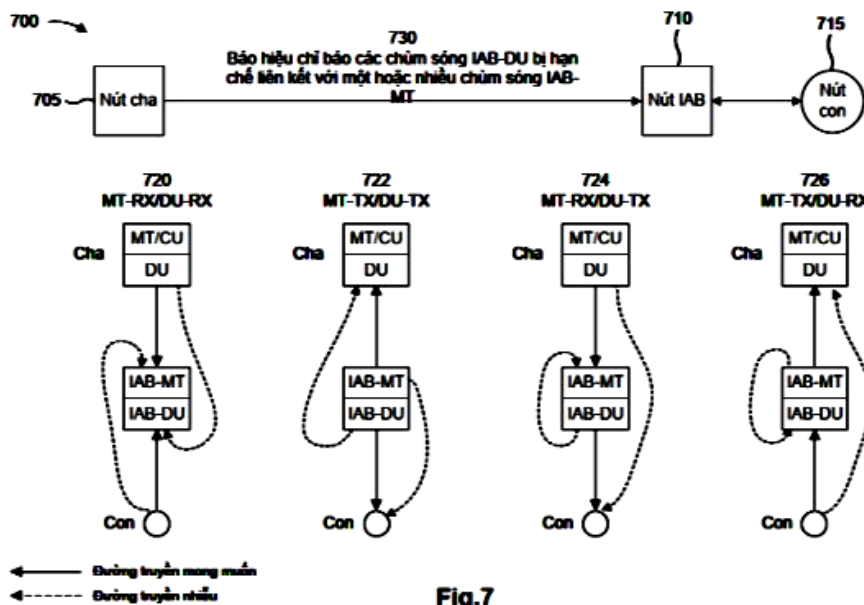 700
730
Báo hiệu chỉ báo các chùm sóng IAB-DU bị hạn
chế liên kết với một hoặc nhiều chùm sóng IAB-
MT
710
715
705
Nút cha
Nút IAB
Nút
con
720
MT-RX/DU-RX
722
MT-TX/DU-TX
724
MT-RX/DU-TX
726
MT-TX/DU-RX
Cha
MT/CU
DU
MT/CU
DU
Cha
MT/CU
DU
MT/CU
DU
IAB-MT
IAB-DU
IAB-MT
IAB-DU
IAB-MT
IAB-DU
IAB-MT
IAB-DU
Con
Con
Con
Con
Đường truyền mong muốn
Đường truyền nhiễu
Fig.7